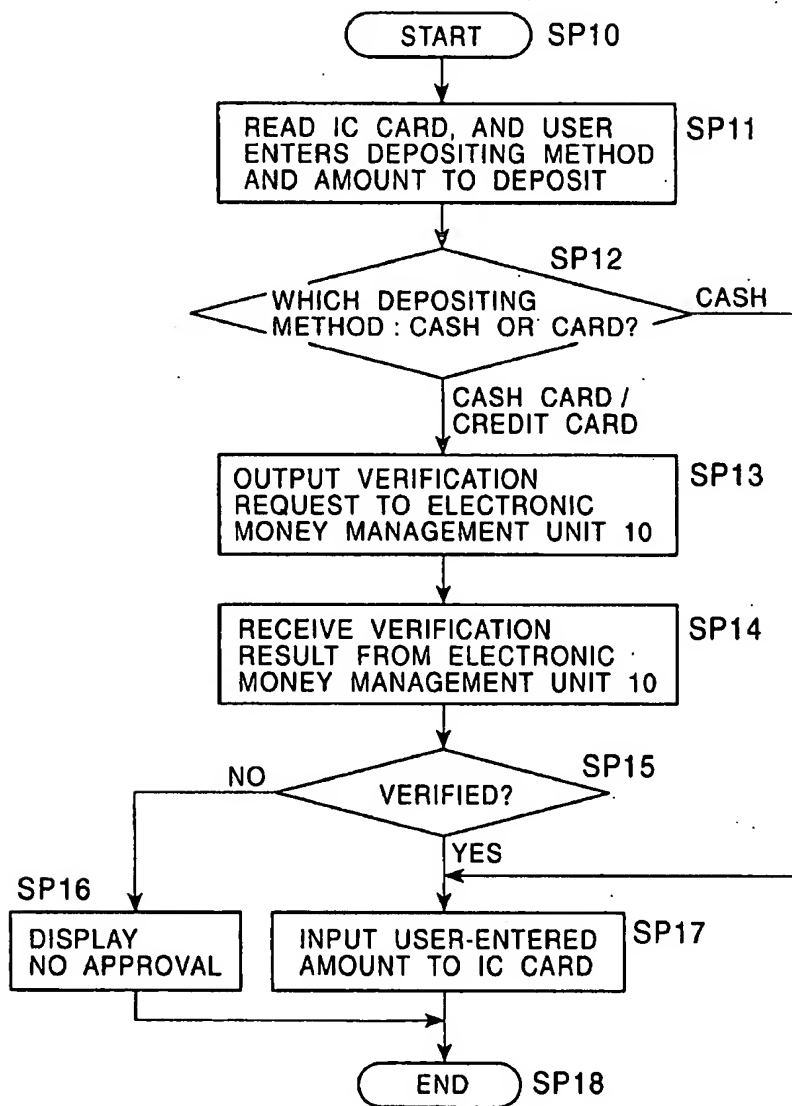 START SP10
READ IC CARD, AND USER SP11
ENTERS DEPOSITING METHOD
AND AMOUNT TO DEPOSIT
SP12
WHICH DEPOSITING CASH
METHOD : CASH OR CARD?
CASH CARD /
CREDIT CARD
OUTPUT VERIFICATION SP13
REQUEST TO ELECTRONIC
MONEY MANAGEMENT UNIT 10
RECEIVE VERIFICATION SP14
RESULT FROM ELECTRONIC
MONEY MANAGEMENT UNIT 10
NO SP15
VERIFIED?
YES
SP16
DISPLAY
NO APPROVAL
INPUT USER-ENTERED SP17
AMOUNT TO IC CARD
END SP18